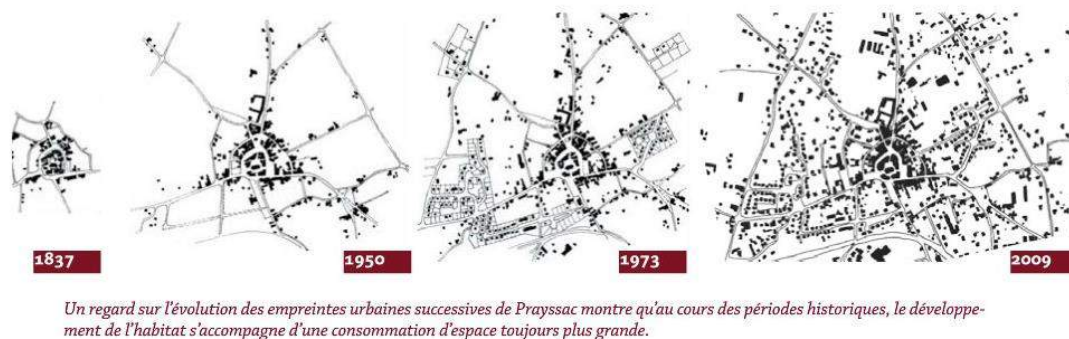 1837
1950
1973
2009
Un regard sur l'évolution des empreintes urbaines successives de Prayssac montre qu'au cours des périodes historiques, le développe-
ment de l'habitat s'accompagne d'une consommation d'espace toujours plus grande.